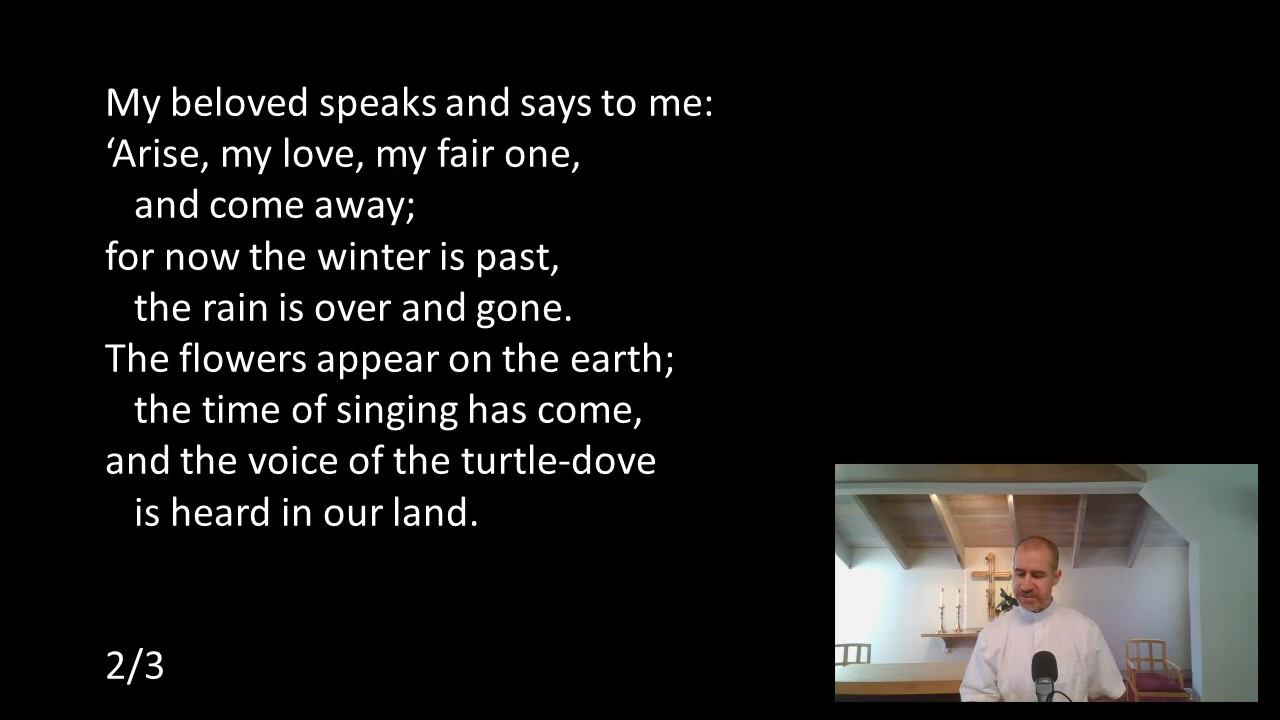 My beloved speaks and says to me:
‘Arise, my love, my fair one,
and come away;
for now the winter is past,
the rain is over and gone.
The flowers appear on the earth;
the time of singing has come,
and the voice of the turtle-dove
is heard in our land.
2/3